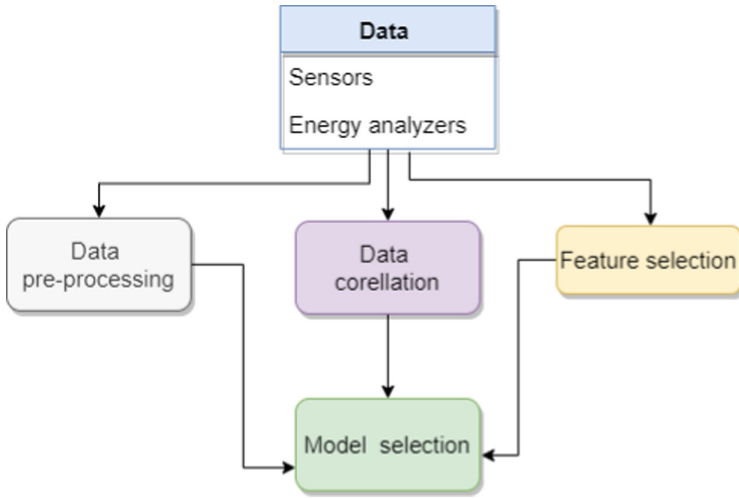 Data
Sensors
Energy analyzers
Data
pre-processing
Data
corellation
Feature selection
Model selection